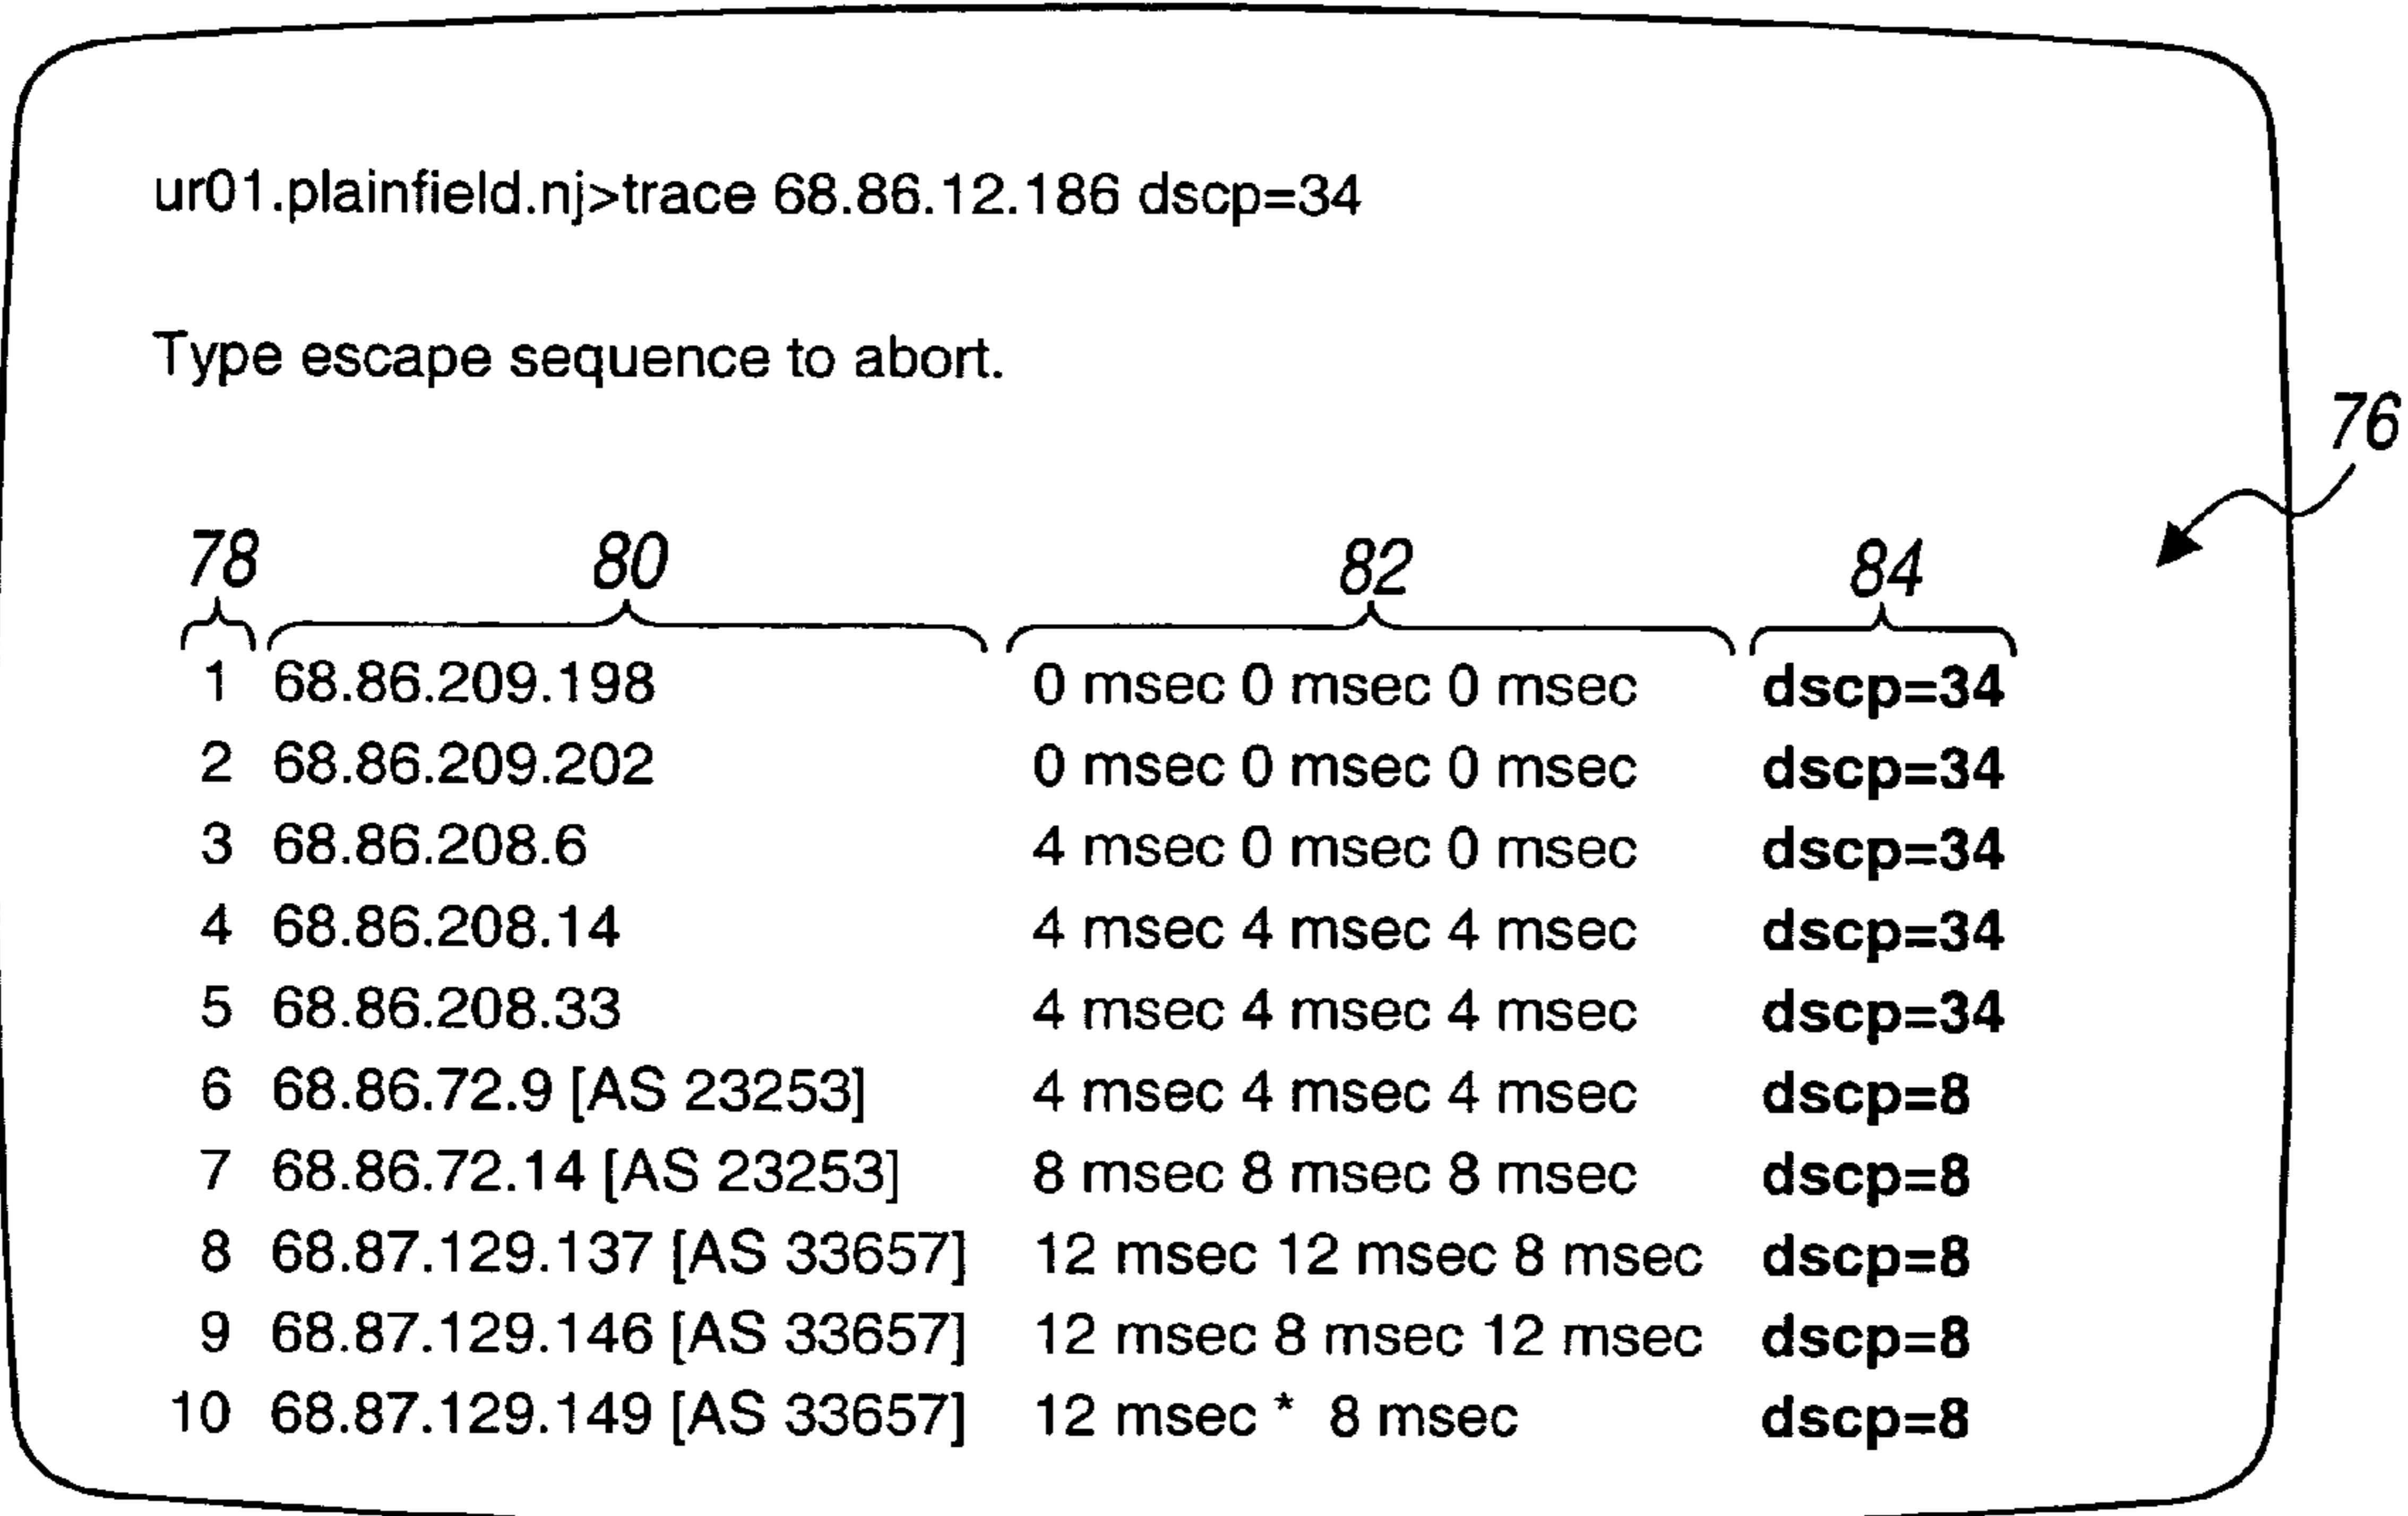 ur01.plainfield.nj>trace 68.86.12.186 dscp=34
Type escape sequence to abort.
76
78 80 82 84
1 68.86.209.198 0 msec 0 msec 0 msec dscp=34
2 68.86.209.202 0 msec 0 msec 0 msec dscp=34
3 68.86.208.6 4 msec 0 msec 0 msec dscp=34
4 68.86.208.14 4 msec 4 msec 4 msec dscp=34
5 68.86.208.33 4 msec 4 msec 4 msec dscp=34
6 68.86.72.9 [AS 23253] 4 msec 4 msec 4 msec dscp=8
7 68.86.72.14 [AS 23253] 8 msec 8 msec 8 msec dscp=8
8 68.87.129.137 [AS 33657] 12 msec 12 msec 8 msec dscp=8
9 68.87.129.146 [AS 33657] 12 msec 8 msec 12 msec dscp=8
10 68.87.129.149 [AS 33657] 12 msec * 8 msec dscp=8